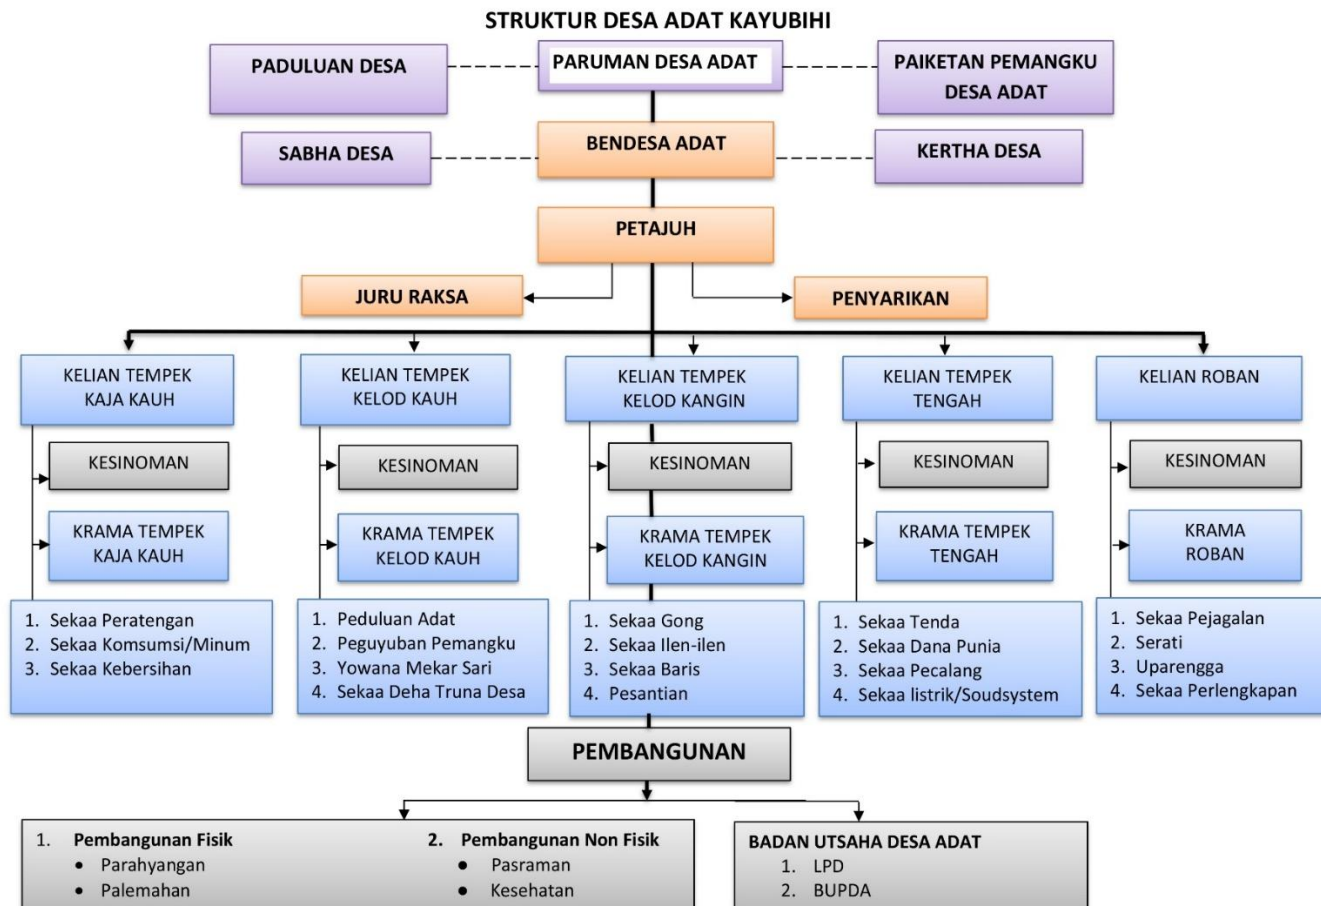 STRUKTUR DESA ADAT KAYUBIHI
PADULUAN DESA
PARUMAN DESA ADAT
PAIKETAN PEMANGKU
DESA ADAT
SABHA DESA
BENDESA ADAT
KERTHA DESA
PETAJUH
JURU RAKSA
PENYARIKAN
KELIAN TEMPEK
KAJA KAUH
KELIAN TEMPEK
KELOD KAUH
KELIAN TEMPEK
KELOD KANGIN
KELIAN TEMPEK
TENGAH
KELIAN ROBAN
KESINOMAN
KESINOMAN
KESINOMAN
KESINOMAN
KESINOMAN
KRAMA TEMPEK
KAJA KAUH
KRAMA TEMPEK
KELOD KAUH
KRAMA TEMPEK
KELOD KANGIN
KRAMA TEMPEK
TENGAH
KRAMA
ROBAN
1. Sekaa Peratengan
2. Sekaa Komsumsi/Minum
3. Sekaa Kebersihan
1. Peduluan Adat
2. Peguyuban Pemangku
3. Yowana Mekar Sari
4. Sekaa Deha Truna Desa
1. Sekaa Gong
2. Sekaa Ilen-ilen
3. Sekaa Baris
4. Pesantian
1. Sekaa Tenda
2. Sekaa Dana Punia
3. Sekaa Pecalang
4. Sekaa listrik/Soudsystem
1. Sekaa Pejagalan
2. Serati
3. Uparengga
4. Sekaa Perlengkapan
PEMBANGUNAN
1. Pembangunan Fisik
• Parahyangan
• Palemahan
2. Pembangunan Non Fisik
• Pasraman
• Kesehatan
BADAN UTSAHA DESA ADAT
1. LPD
2. BUPDA